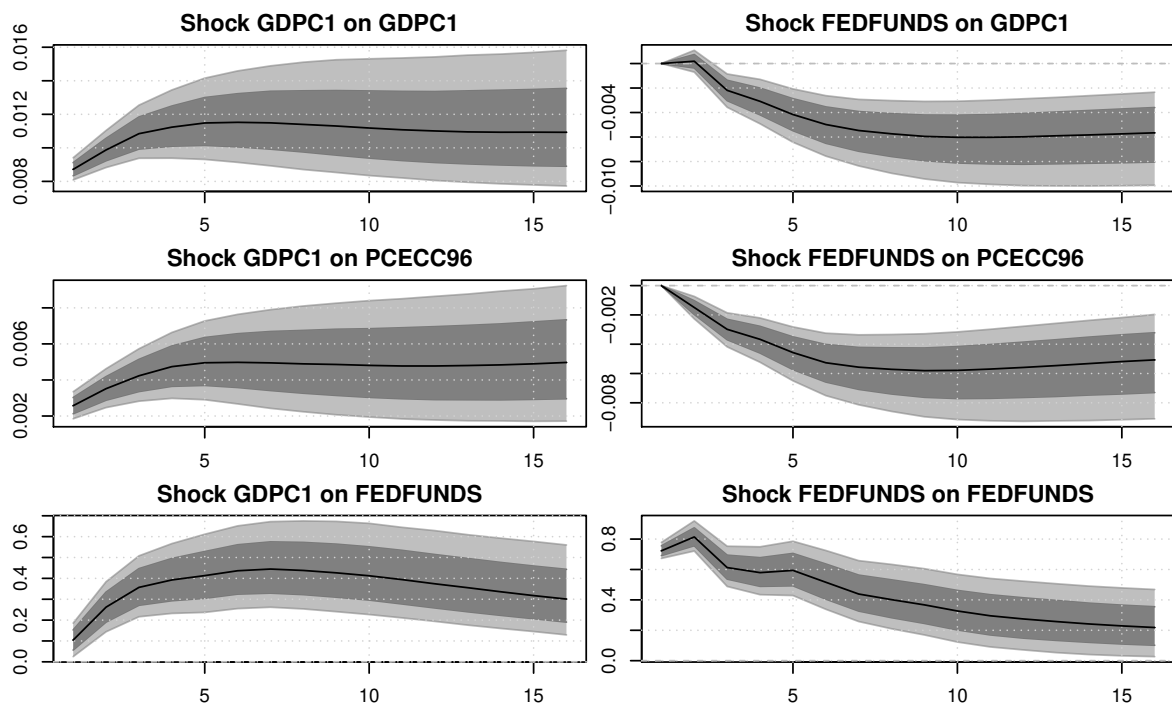 Shock GDPC1 on GDPC1
0.016
0.012
0.008
5 10 15
Shock FEDFUNDS on GDPC1
−0.004
−0.010
5 10 15
Shock GDPC1 on PCECC96
0.006
0.002
5 10 15
Shock FEDFUNDS on PCECC96
−0.002
−0.008
5 10 15
Shock GDPC1 on FEDFUNDS
0.6
0.4
0.2
0.0
5 10 15
Shock FEDFUNDS on FEDFUNDS
0.8
0.4
0.0
5 10 15